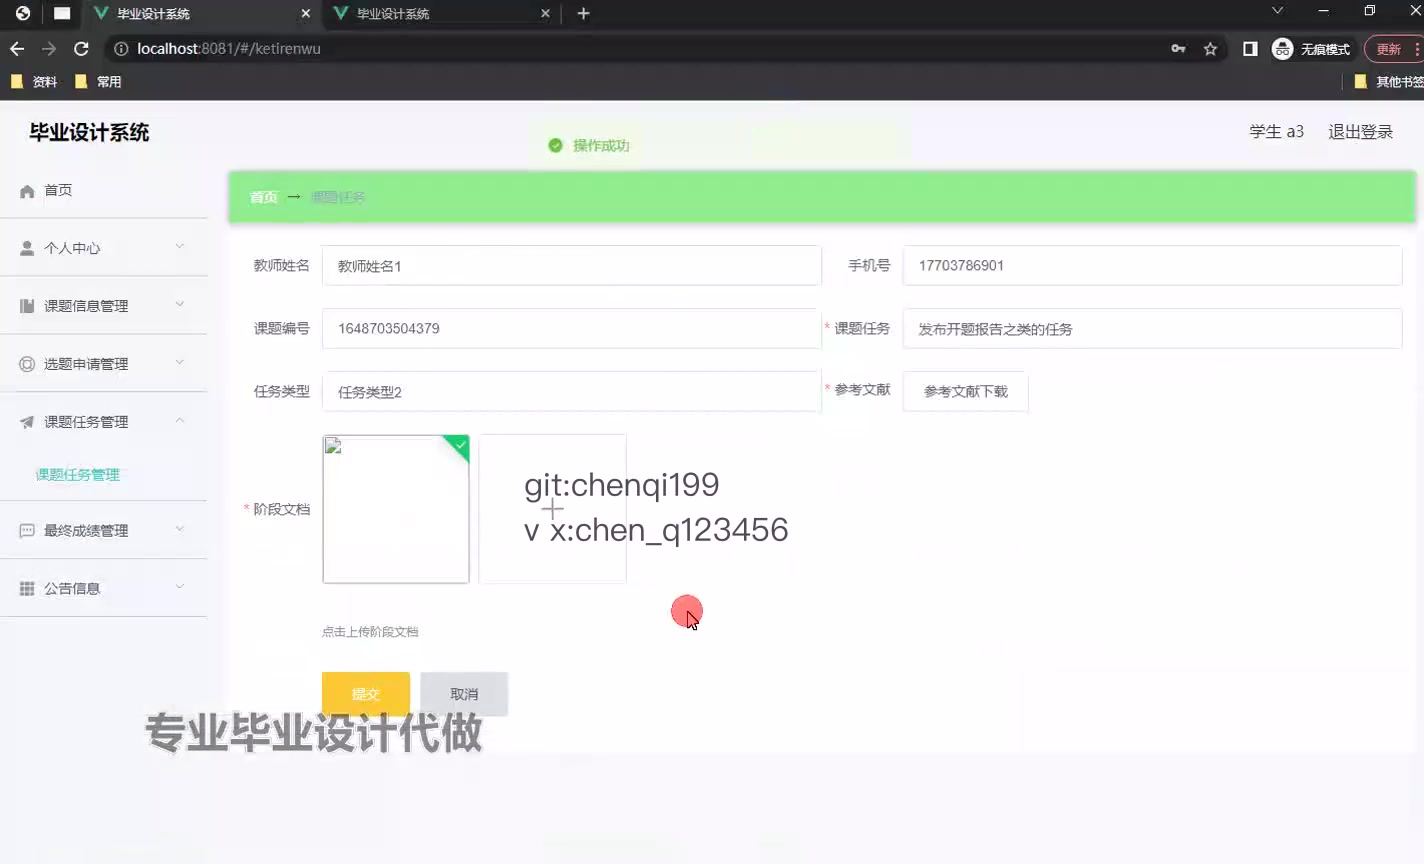 毕业设计系统
毕业设计系统
localhost:8081/#/ketirenwu
无痕模式
更新
资料
常用
其他书签
毕业设计系统
操作成功
学生 a3
退出登录
首页
首页 → 课题任务
个人中心
教师姓名
教师姓名1
手机号
17703786901
课题信息管理
课题编号
1648703504379
* 课题任务
发布开题报告之类的任务
选题申请管理
任务类型
任务类型2
* 参考文献
参考文献下载
课题任务管理
课题任务管理
* 阶段文档
git:chenqi199
v x:chen_q123456
最终成绩管理
公告信息
点击上传阶段文档
提交
取消
专业毕业设计代做